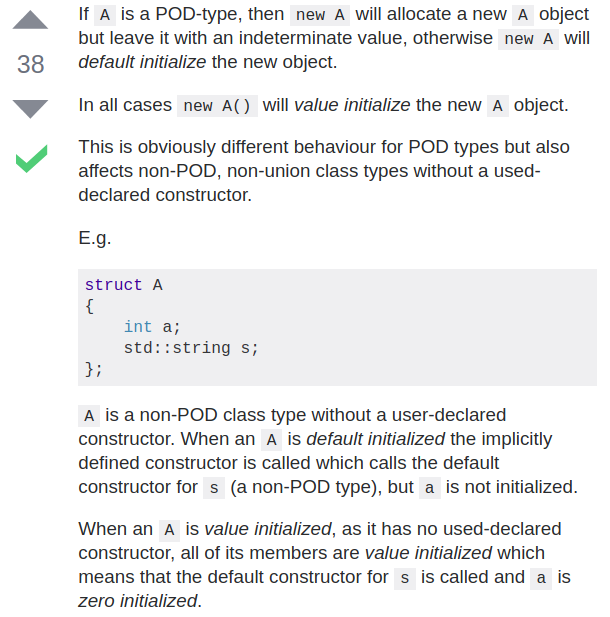 If A is a POD-type, then new A will allocate a new A object
but leave it with an indeterminate value, otherwise new A will
default initialize the new object.
38
In all cases new A() will value initialize the new A object.
This is obviously different behaviour for POD types but also
affects non-POD, non-union class types without a used-
declared constructor.
E.g.
struct A
{
    int a;
    std::string s;
};
A is a non-POD class type without a user-declared
constructor. When an A is default initialized the implicitly
defined constructor is called which calls the default
constructor for s (a non-POD type), but a is not initialized.
When an A is value initialized, as it has no used-declared
constructor, all of its members are value initialized which
means that the default constructor for s is called and a is
zero initialized.